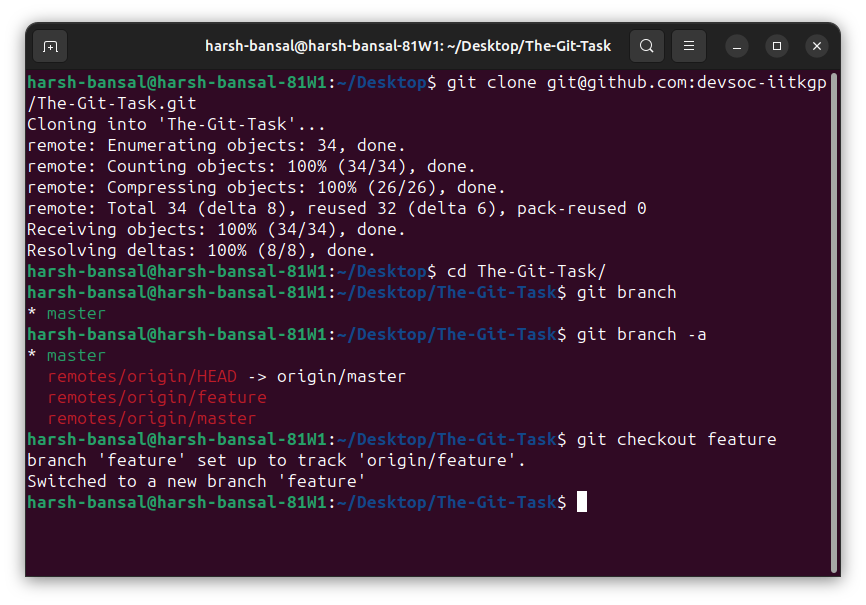 harsh-bansal@harsh-bansal-81W1: ~/Desktop/The-Git-Task
harsh-bansal@harsh-bansal-81W1:~/Desktop$ git clone git@github.com:devsoc-iitkgp
/The-Git-Task.git
Cloning into 'The-Git-Task'...
remote: Enumerating objects: 34, done.
remote: Counting objects: 100% (34/34), done.
remote: Compressing objects: 100% (26/26), done.
remote: Total 34 (delta 8), reused 32 (delta 6), pack-reused 0
Receiving objects: 100% (34/34), done.
Resolving deltas: 100% (8/8), done.
harsh-bansal@harsh-bansal-81W1:~/Desktop$ cd The-Git-Task/
harsh-bansal@harsh-bansal-81W1:~/Desktop/The-Git-Task$ git branch
* master
harsh-bansal@harsh-bansal-81W1:~/Desktop/The-Git-Task$ git branch -a
* master
  remotes/origin/HEAD -> origin/master
  remotes/origin/feature
  remotes/origin/master
harsh-bansal@harsh-bansal-81W1:~/Desktop/The-Git-Task$ git checkout feature
branch 'feature' set up to track 'origin/feature'.
Switched to a new branch 'feature'
harsh-bansal@harsh-bansal-81W1:~/Desktop/The-Git-Task$